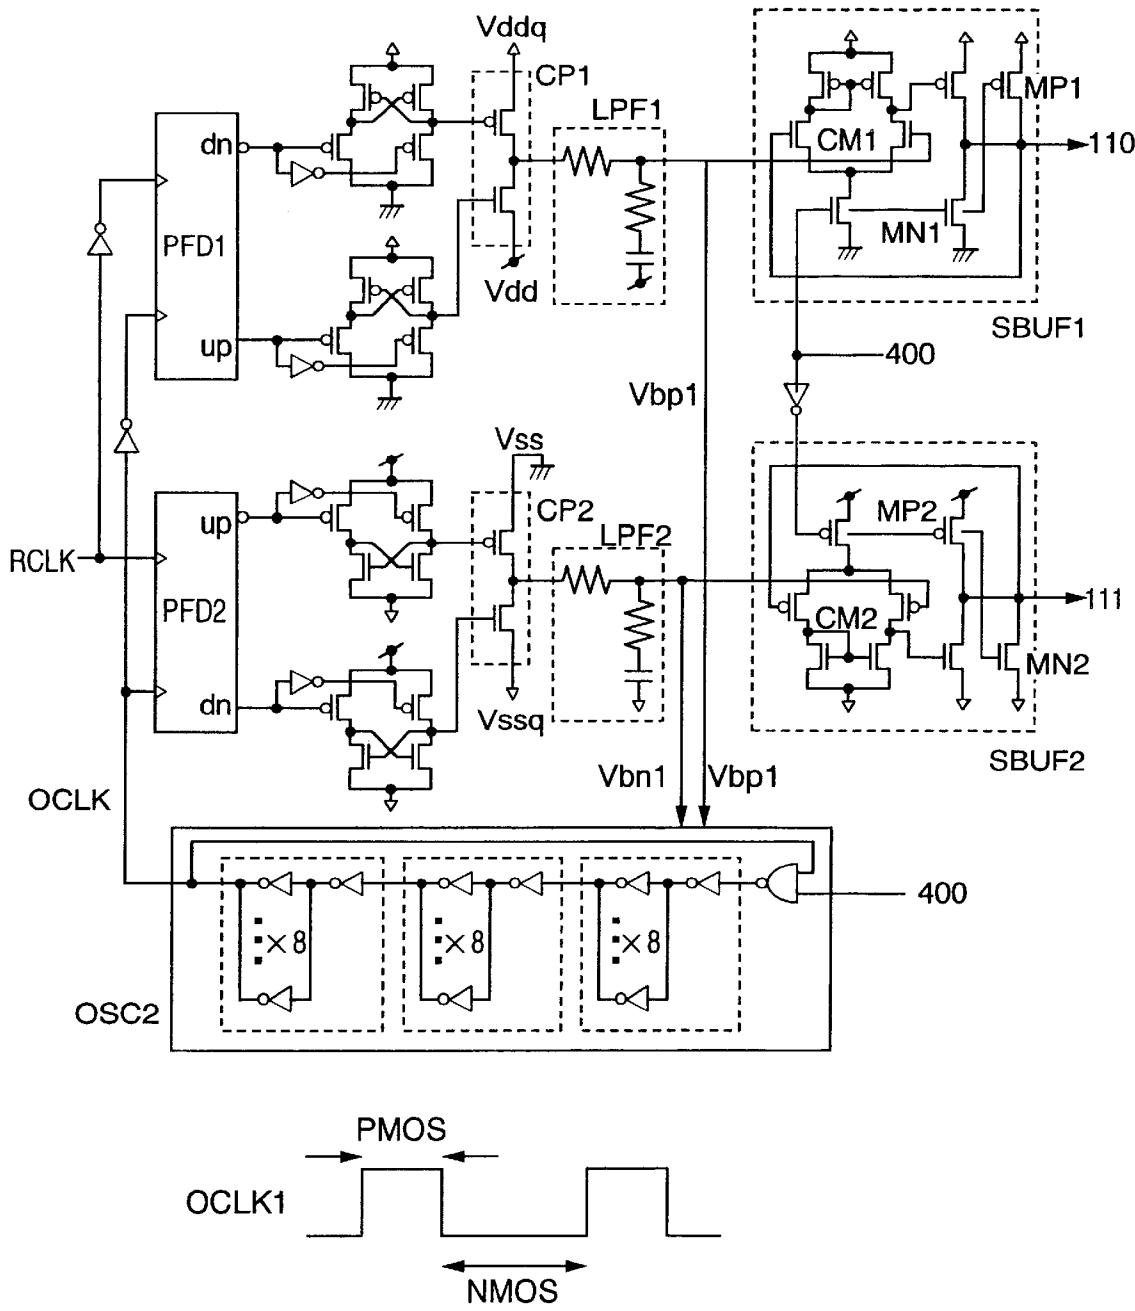 Vddq
CP1
LPF1
MP1
dn
CM1
110
PFD1
MN1
Vdd
up
SBUF1
400
Vbp1
Vss
up
CP2
MP2
LPF2
RCLK
PFD2
CM2
111
MN2
dn
Vssq
SBUF2
Vbn1
Vbp1
OCLK
400
×8
×8
×8
OSC2
PMOS
OCLK1
NMOS